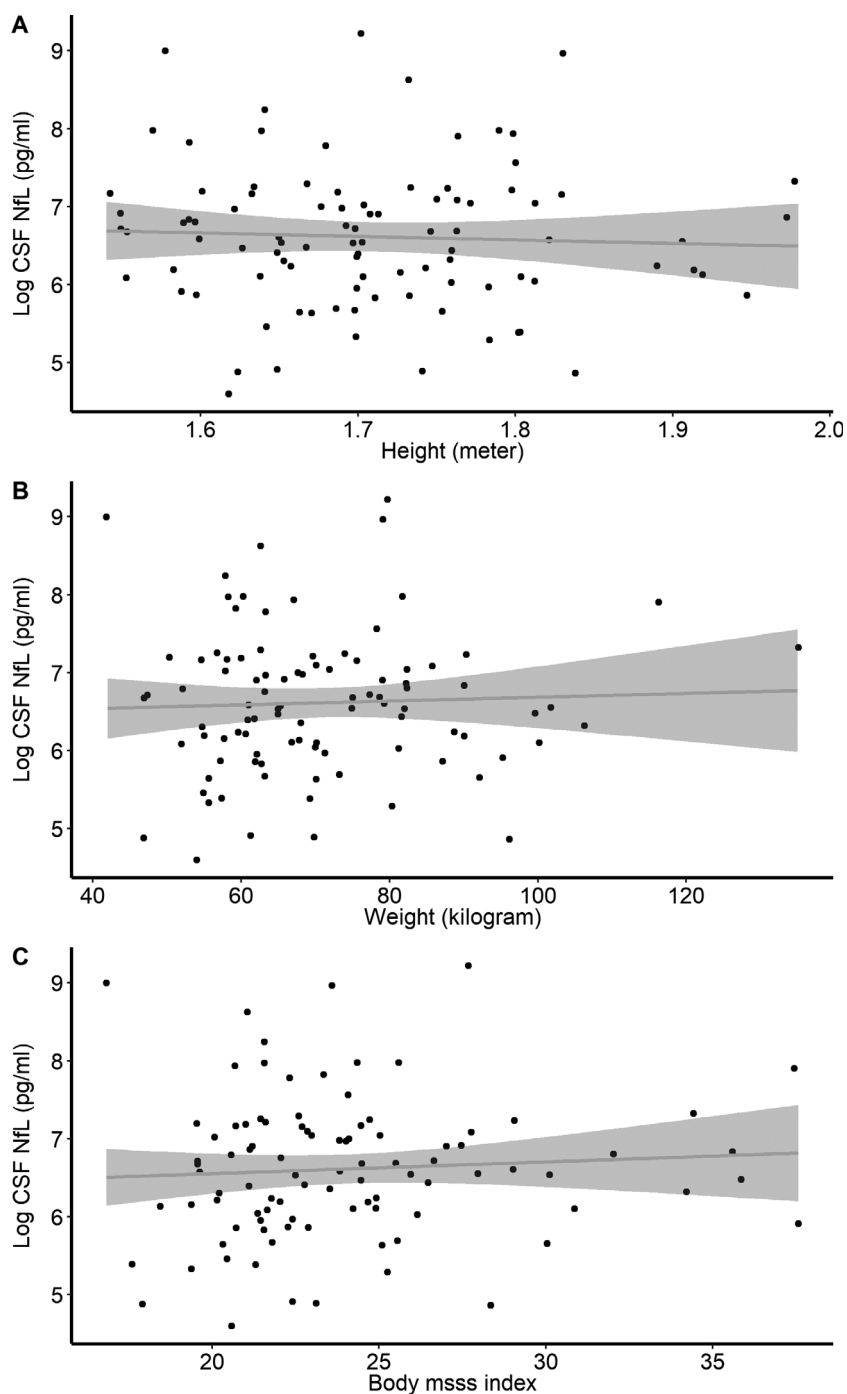 A
9
8
7
6
5
Log CSF NfL (pg/ml)
1.6 1.7 1.8 1.9 2.0
Height (meter)
B
9
8
7
6
5
Log CSF NfL (pg/ml)
40 60 80 100 120
Weight (kilogram)
C
9
8
7
6
5
Log CSF NfL (pg/ml)
20 25 30 35
Body msss index